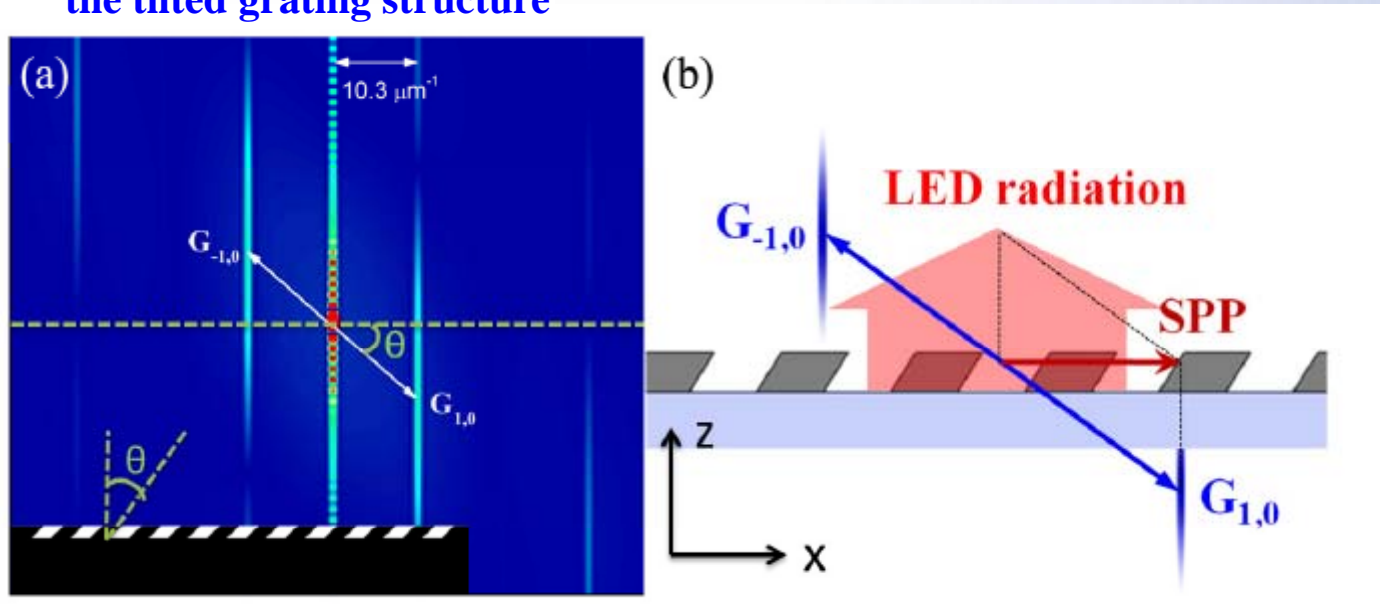 the tilted grating structure
(a)
10.3 μm⁻¹
G₋₁,₀
θ
G₁,₀
θ
(b)
LED radiation
G₋₁,₀
SPP
Z
G₁,₀
X